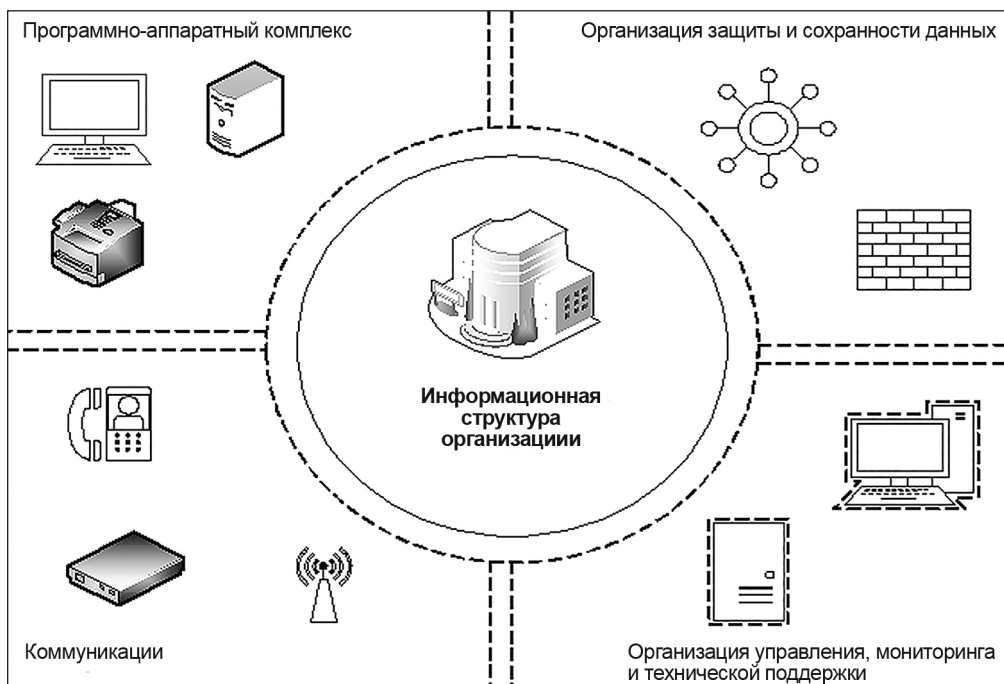 Программно-аппаратный комплекс
Организация защиты и сохранности данных
Информационная
структура
организациии
Коммуникации
Организация управления, мониторинга
и технической поддержки